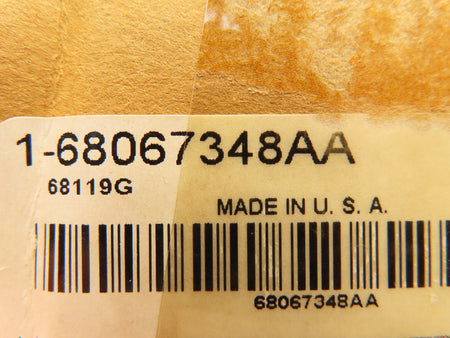 1-68067348AA
68119G
MADE IN U. S. A.
68067348AA